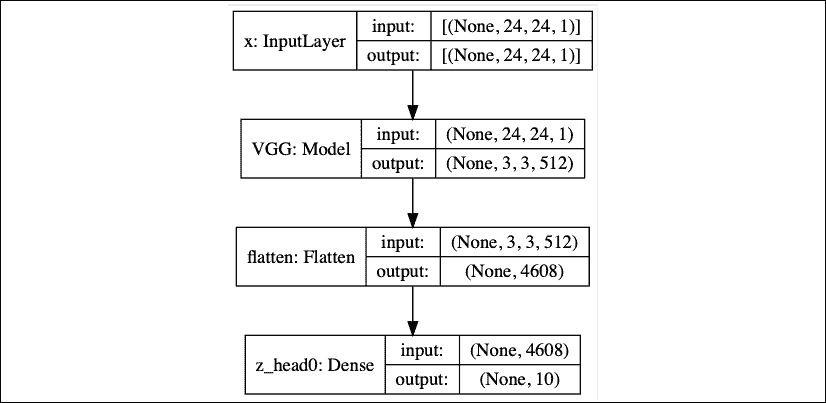 x: InputLayer
input: [(None, 24, 24, 1)]
output: [(None, 24, 24, 1)]
VGG: Model
input: (None, 24, 24, 1)
output: (None, 3, 3, 512)
flatten: Flatten
input: (None, 3, 3, 512)
output: (None, 4608)
z_head0: Dense
input: (None, 4608)
output: (None, 10)